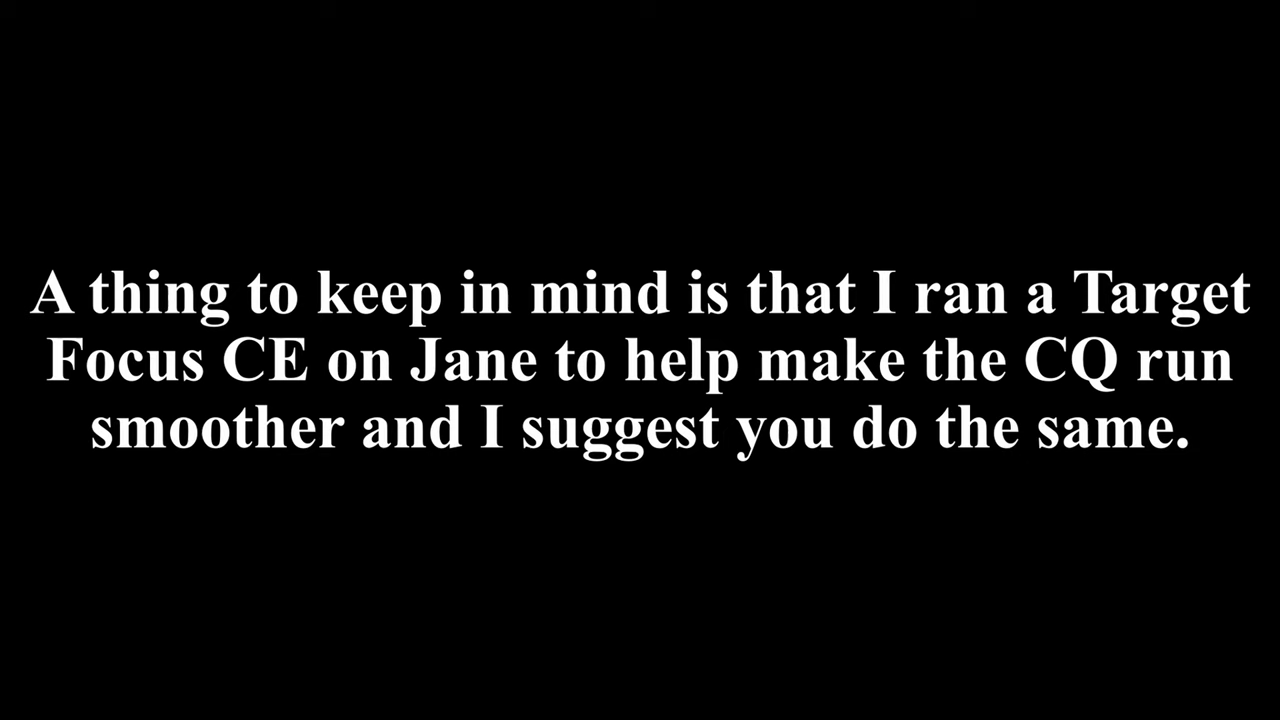 A thing to keep in mind is that I ran a Target
Focus CE on Jane to help make the CQ run
smoother and I suggest you do the same.